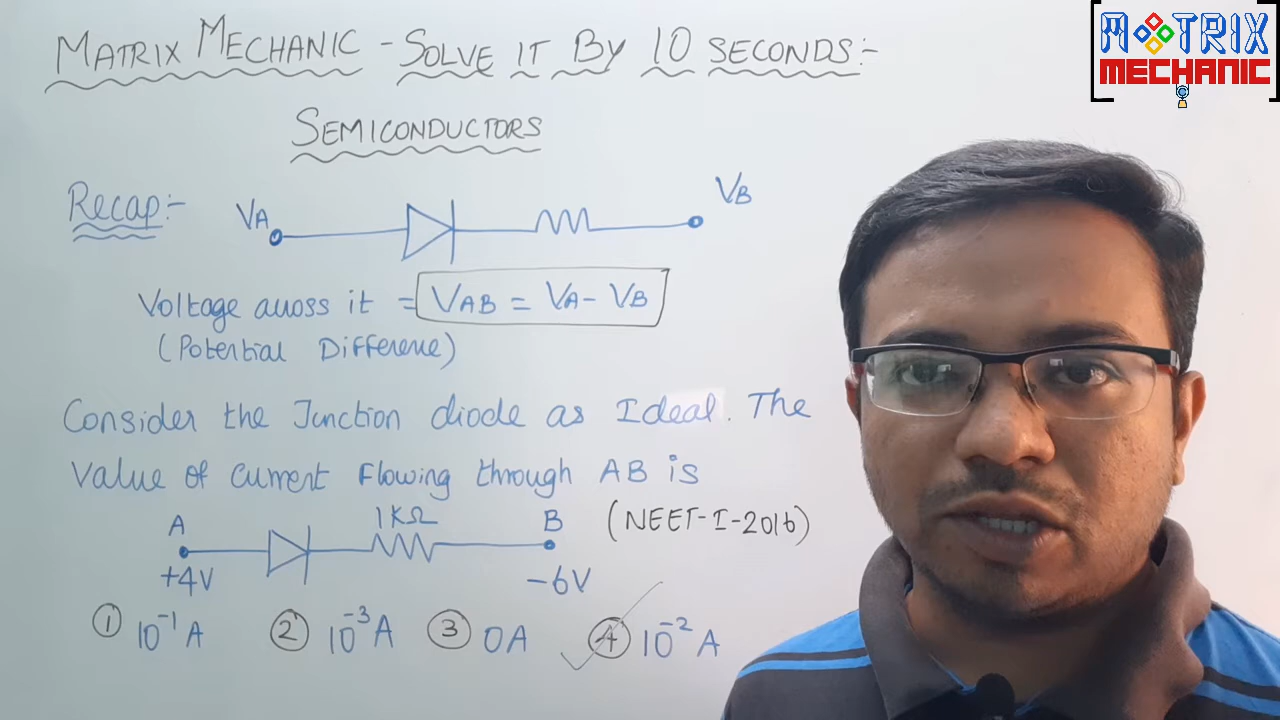 MATRIX MECHANIC - SOLVE IT BY 10 SECONDS:-
MATRIX
MECHANIC
SEMICONDUCTORS
Recap:-
VA
VB
Voltage across it = VAB = VA - VB
(Potential Difference)
Consider the Junction diode as Ideal. The
value of current Flowing through AB is
A
1KΩ
B
(NEET-I-2016)
+4V
-6V
① 10⁻¹ A ② 10⁻³ A ③ 0A ④ 10⁻² A